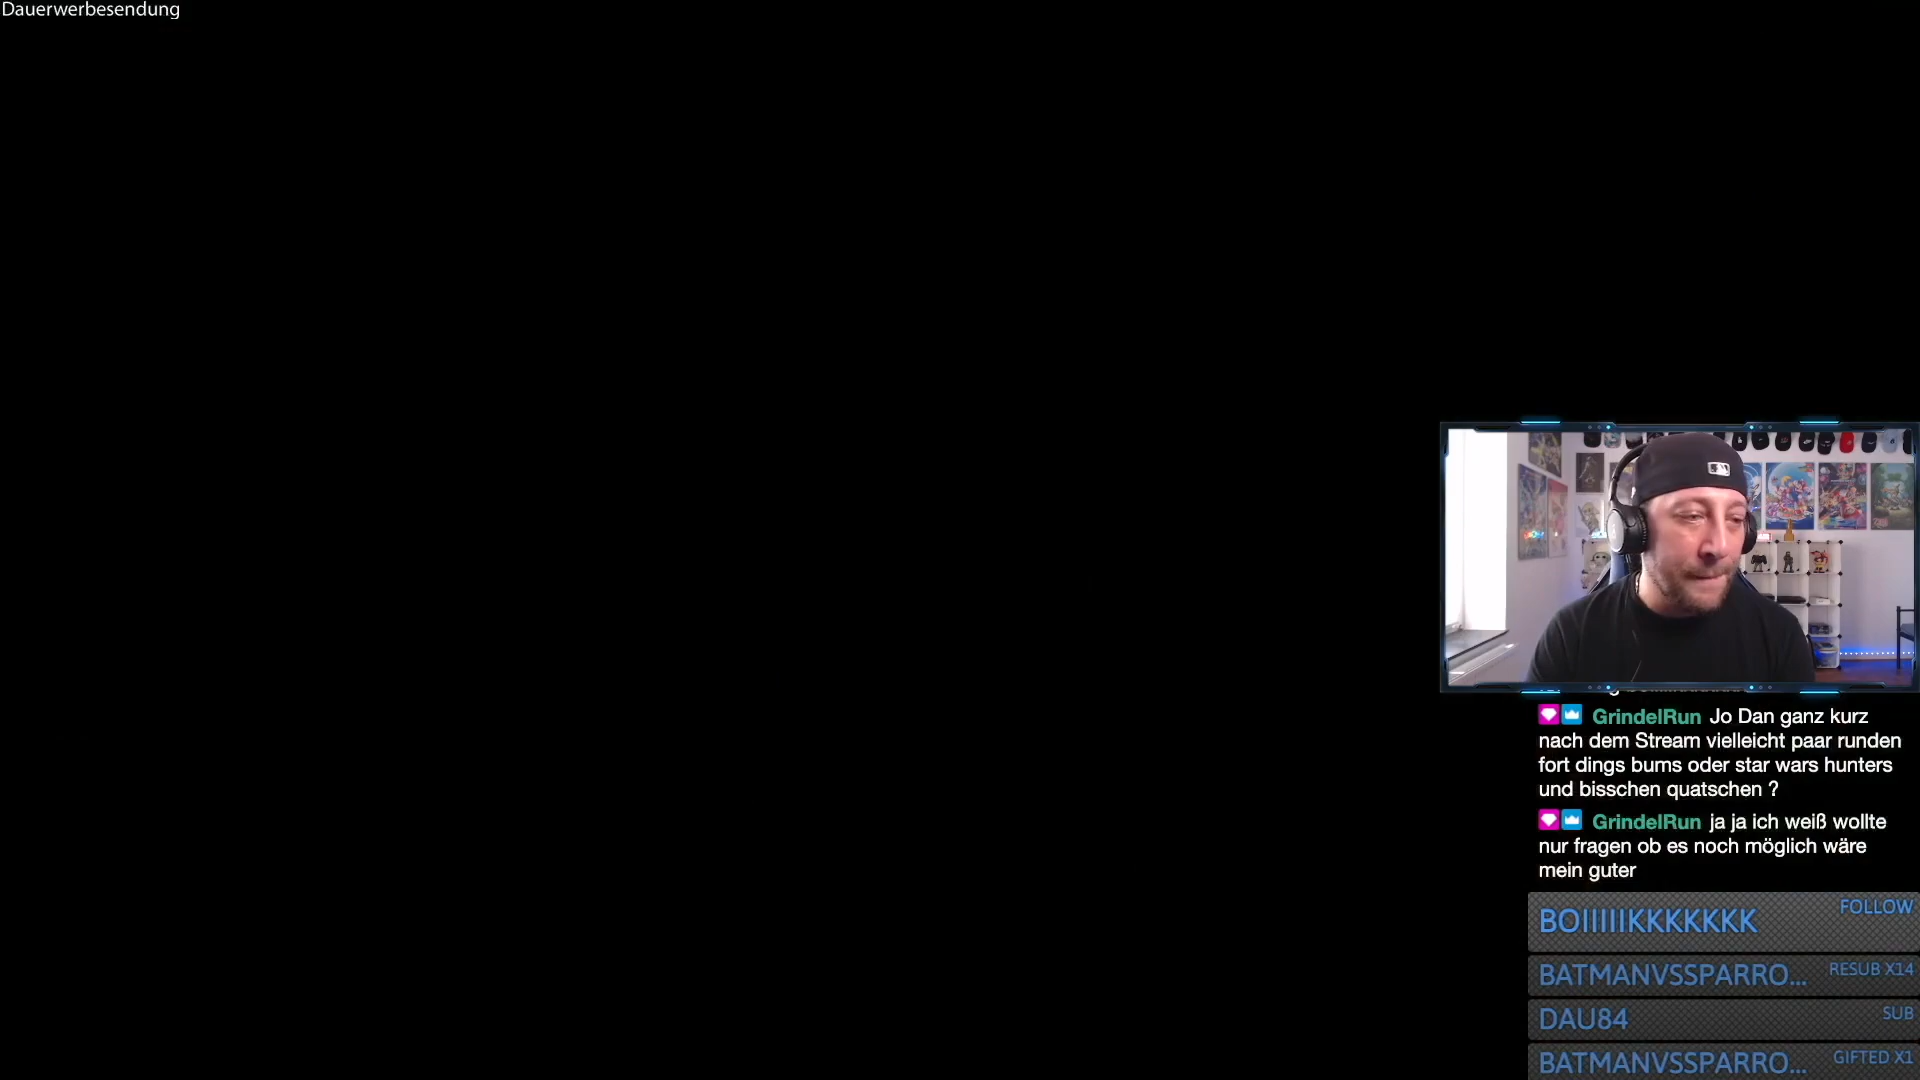 Dauerwerbesendung
GrindelRun Jo Dan ganz kurz
nach dem Stream vielleicht paar runden
fort dings bums oder star wars hunters
und bisschen quatschen ?
GrindelRun ja ja ich weiß wollte
nur fragen ob es noch möglich wäre
mein guter
BOIIIIIKKKKKKK FOLLOW
BATMANVSSPARRO... RESUB X14
DAU84 SUB
BATMANVSSPARRO... GIFTED X1